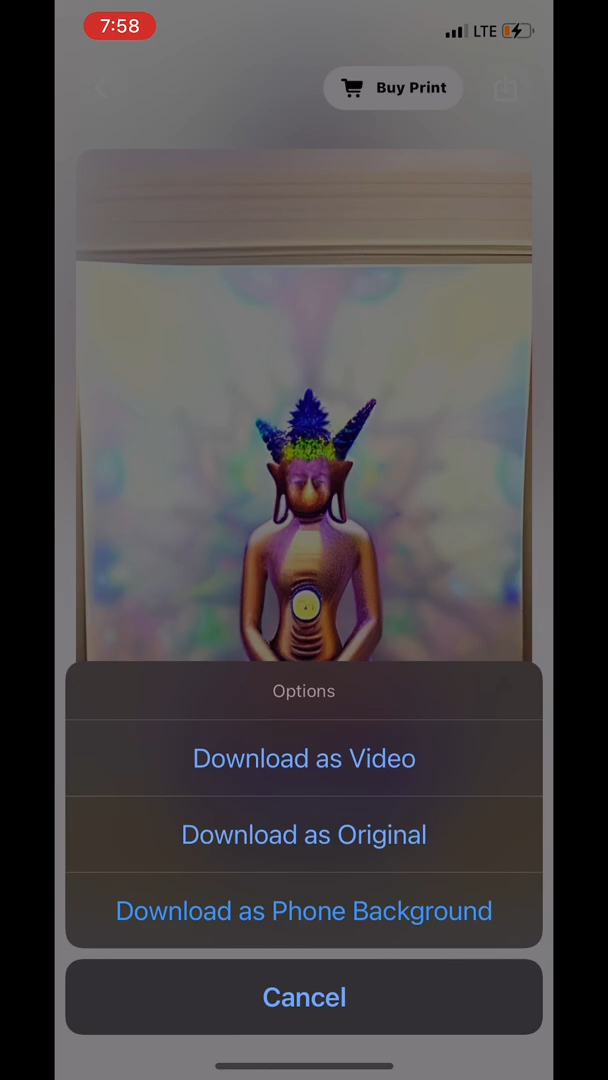 7:58
LTE
Buy Print
Options
Download as Video
Download as Original
Download as Phone Background
Cancel